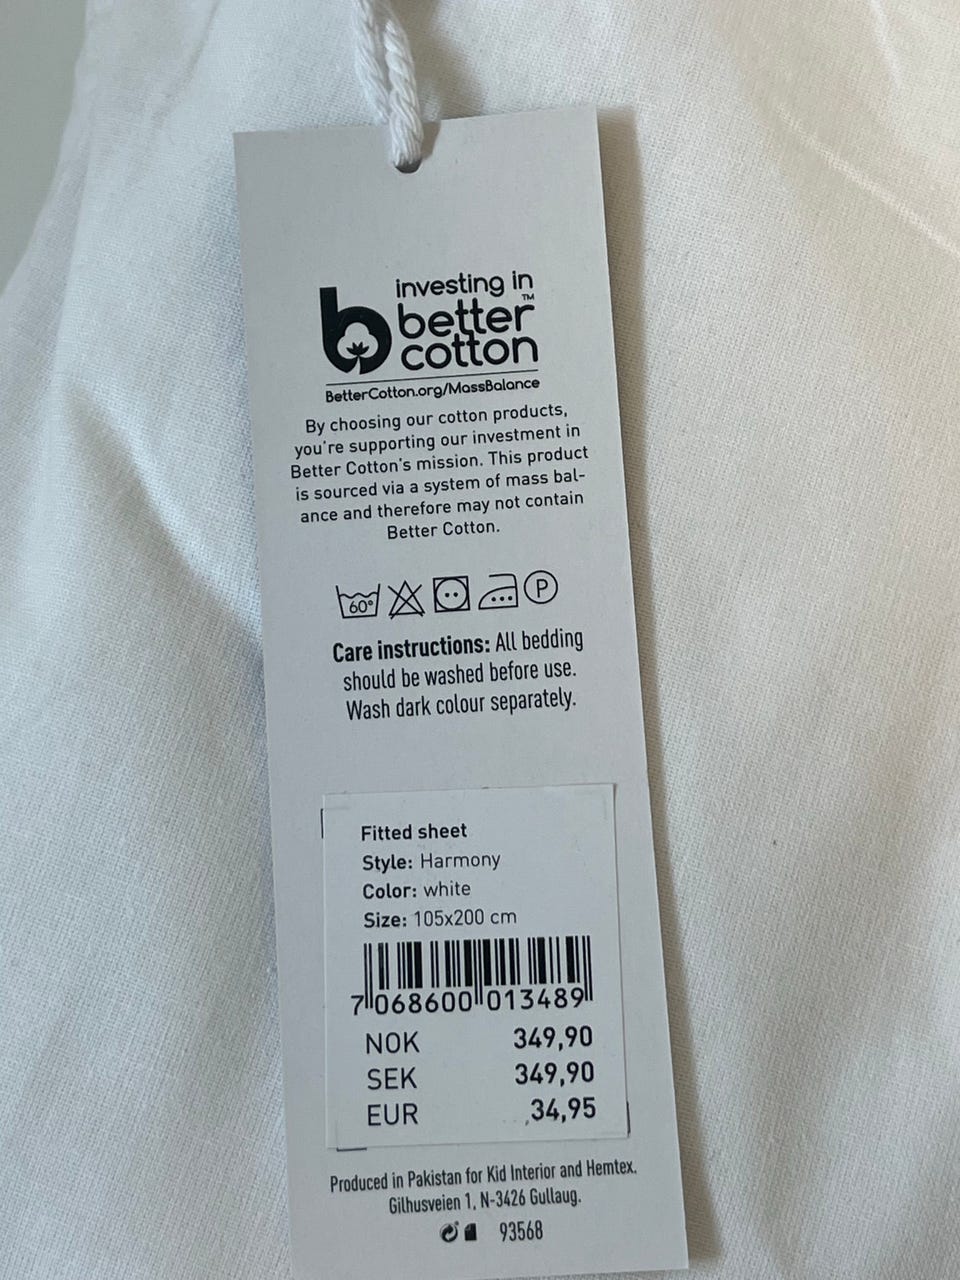 investing in
better™
cotton
BetterCotton.org/MassBalance
By choosing our cotton products,
you're supporting our investment in
Better Cotton's mission. This product
is sourced via a system of mass bal-
ance and therefore may not contain
Better Cotton.
60° P
Care instructions: All bedding
should be washed before use.
Wash dark colour separately.
Fitted sheet
Style: Harmony
Color: white
Size: 105x200 cm
7 068600 013489
NOK 349,90
SEK 349,90
EUR 34,95
Produced in Pakistan for Kid Interior and Hemtex.
Gilhusveien 1, N-3426 Gullaug.
93568